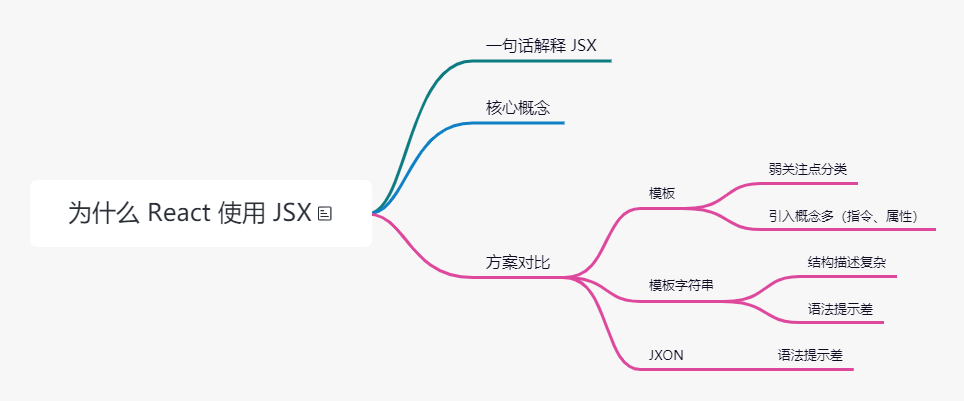 一句话解释 JSX
核心概念
为什么 React 使用 JSX
方案对比
模板
弱关注点分类
引入概念多（指令、属性）
模板字符串
结构描述复杂
语法提示差
JXON
语法提示差